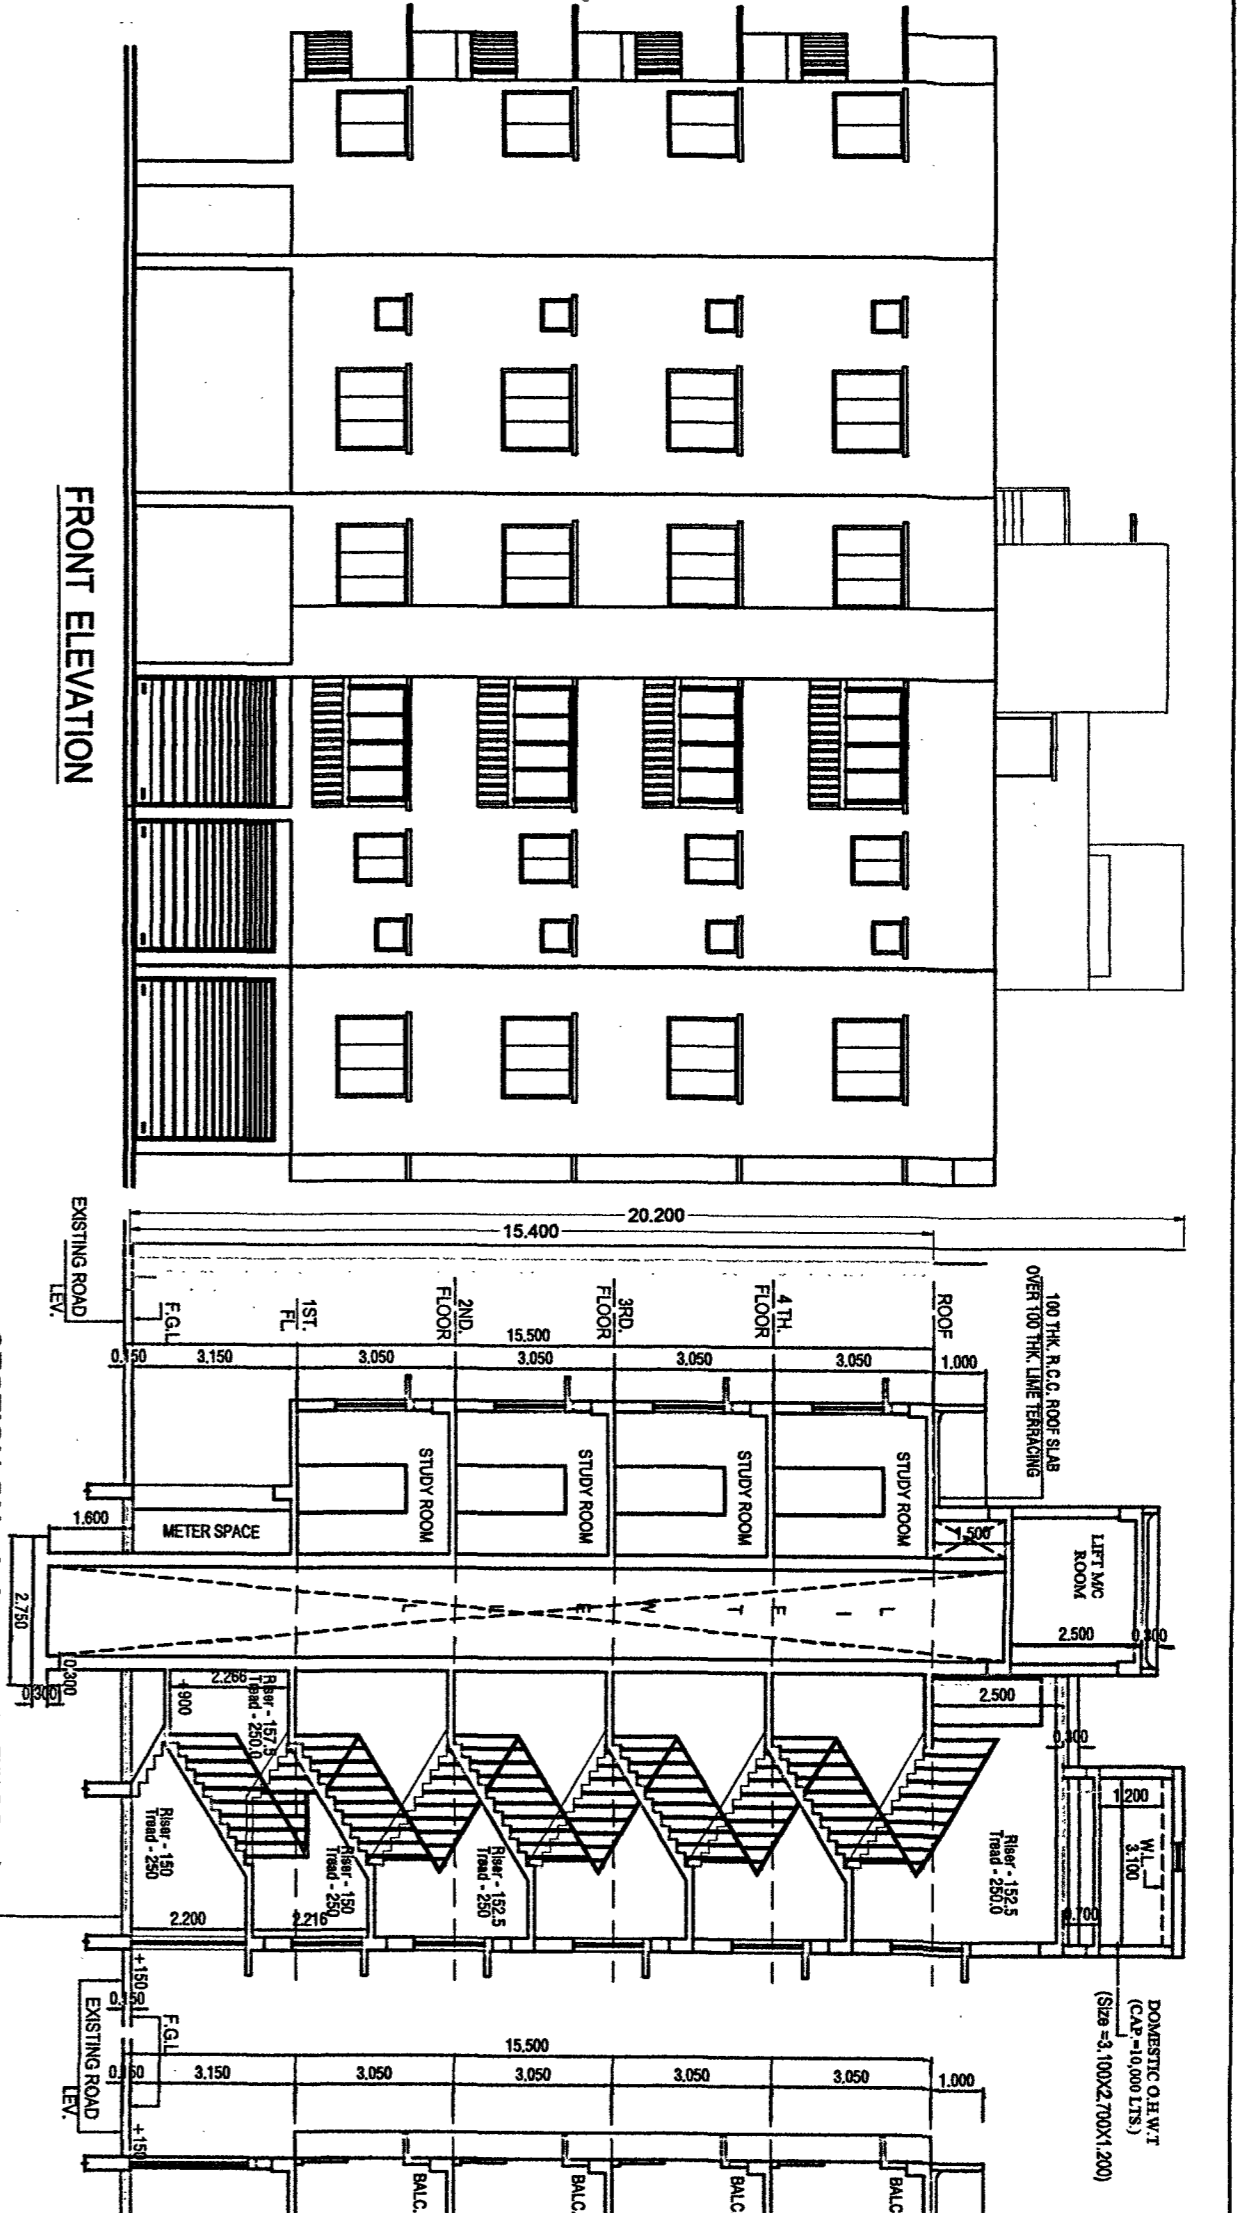 FRONT ELEVATION
20.200
15.400
EXISTING ROAD
LEV.
F.G.L.
1ST.
FL.
2ND.
FLOOR
3RD.
FLOOR
4 TH.
FLOOR
ROOF
100 THK. R.C.C. ROOF SLAB
OVER 100 THK. LIME TERRACING
15.500
0.150
3.150
3.050
3.050
3.050
3.050
1.000
STUDY ROOM
STUDY ROOM
STUDY ROOM
STUDY ROOM
METER SPACE
1.600
1.500
LIFT M/C
ROOM
2.500
0.300
L I F T W E L L
2.750
0.300
0.300
2.266
+900
Riser - 157.5
Tread - 250.0
2.500
0.300
Riser - 150
Tread - 250
Riser - 150
Tread - 250
Riser - 152.5
Tread - 250
Riser - 152.5
Tread - 250.0
1.200
W.L.
3.100
2.200
2.216
+150
0.150
EXISTING ROAD
LEV.
F.G.L.
DOMESTIC O.H.W.T
(CAP.=10,000 LTS.)
(Size =3.100X2.700X1.200)
15.500
3.150
3.050
3.050
3.050
3.050
1.000
+150
BALC.
BALC.
BALC
BALC